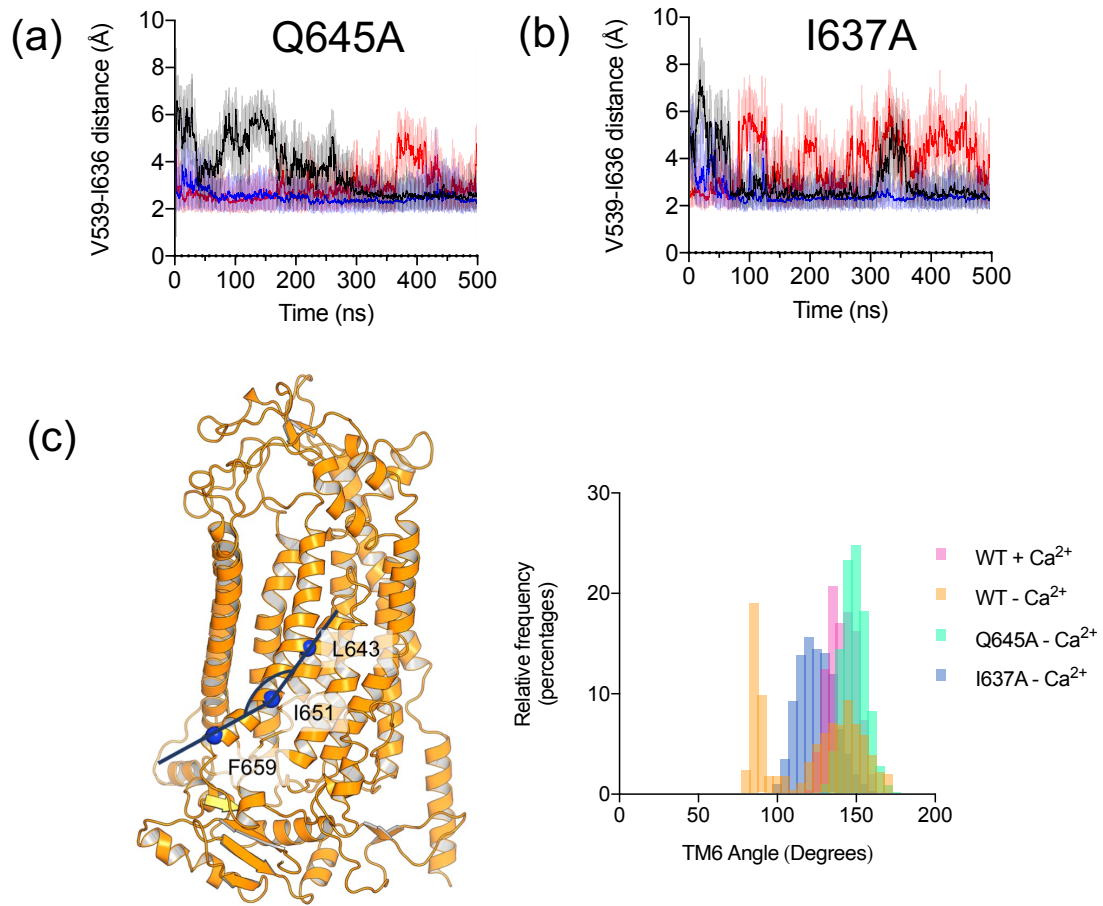 (a)
Q645A
V539-I636 distance (Å)
10
8
6
4
2
0
0 100 200 300 400 500
Time (ns)
(b)
I637A
V539-I636 distance (Å)
10
8
6
4
2
0
0 100 200 300 400 500
Time (ns)
(c)
L643
I651
F659
Relative frequency
(percentages)
30
20
10
0
0 50 100 150 200
TM6 Angle (Degrees)
WT + Ca²⁺
WT - Ca²⁺
Q645A - Ca²⁺
I637A - Ca²⁺